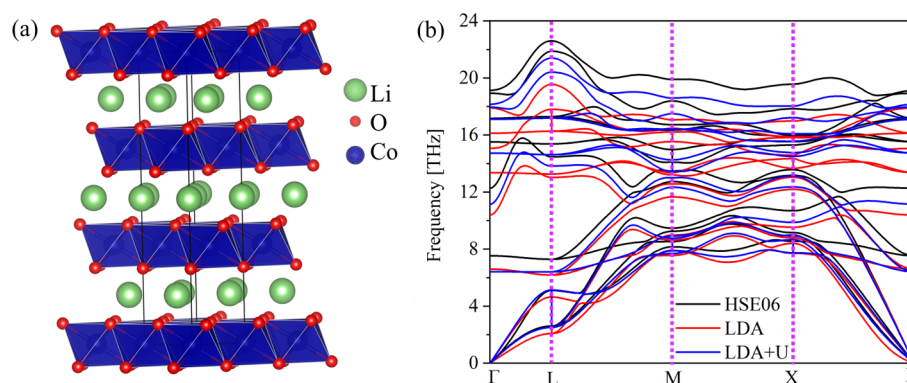 (a)
Li
O
Co
(b)
Frequency [THz]
24
20
16
12
8
4
0
HSE06
LDA
LDA+U
Γ L M X